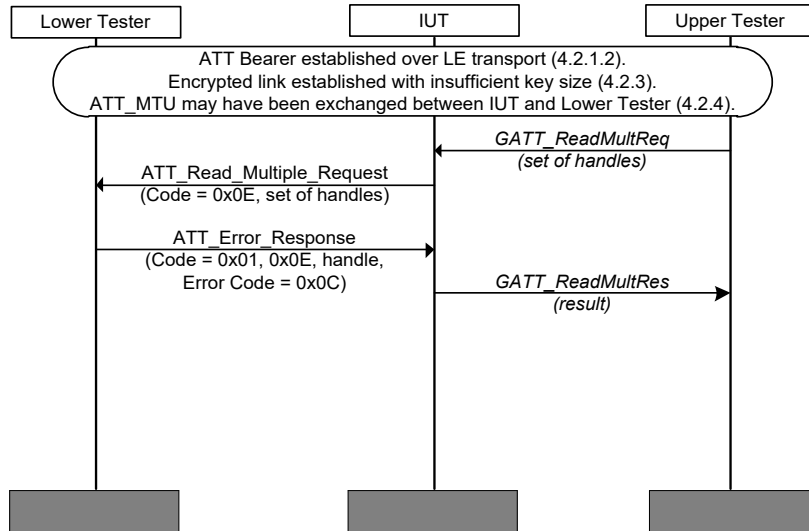 Lower Tester
IUT
Upper Tester
ATT Bearer established over LE transport (4.2.1.2).
Encrypted link established with insufficient key size (4.2.3).
ATT_MTU may have been exchanged between IUT and Lower Tester (4.2.4).
GATT_ReadMultReq
(set of handles)
ATT_Read_Multiple_Request
(Code = 0x0E, set of handles)
ATT_Error_Response
(Code = 0x01, 0x0E, handle,
Error Code = 0x0C)
GATT_ReadMultRes
(result)